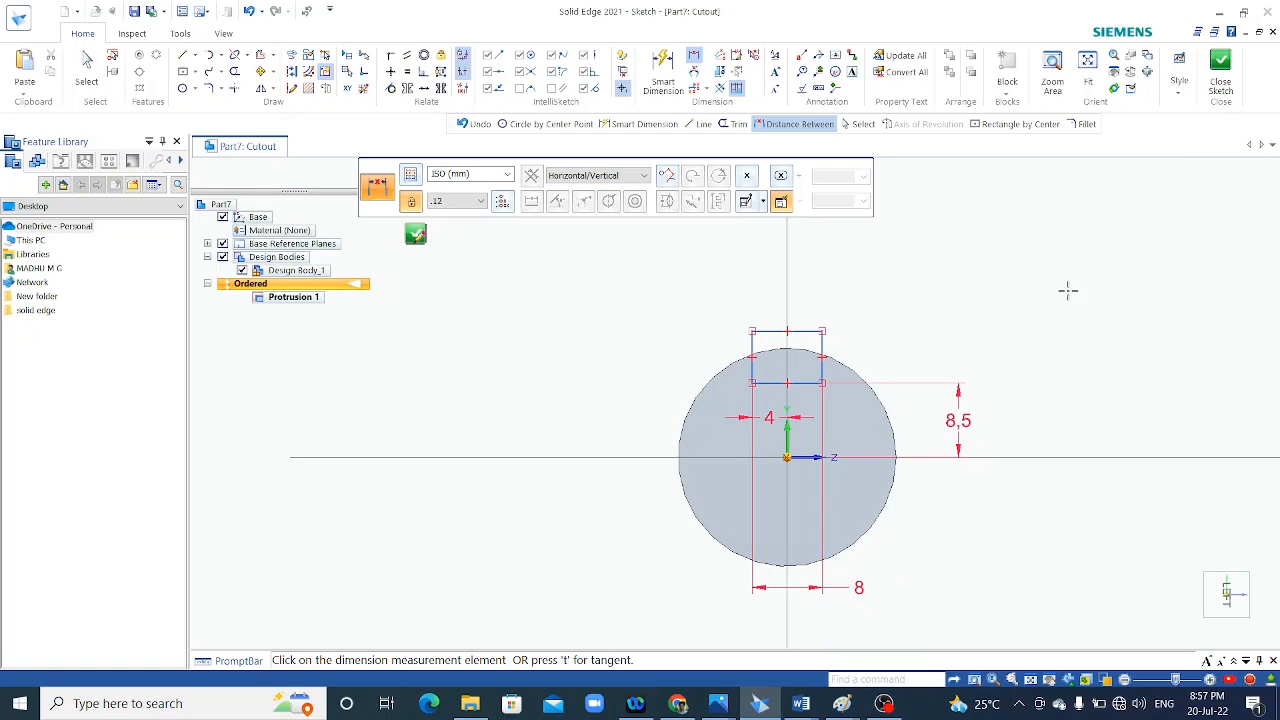 Solid Edge 2021 - Sketch - [Part7: Cutout]
Home
Inspect
Tools
View
SIEMENS
Paste
Select
Smart Dimension
Update All
Convert All
Block
Zoom Area
Fit
Style
Close Sketch
Clipboard
Select
Features
Draw
Relate
IntelliSketch
Dimension
Annotation
Property Text
Arrange
Blocks
Orient
Close
Undo
Circle by Center Point
Smart Dimension
Line
Trim
Distance Between
Select
Axis of Revolution
Rectangle by Center
Fillet
Feature Library
Part7: Cutout
ISO (mm)
Horizontal/Vertical
.12
Desktop
OneDrive - Personal
This PC
Libraries
MADHU M G
Network
New folder
solid edge
Part7
Base
Material (None)
Base Reference Planes
Design Bodies
Design Body_1
Ordered
Protrusion 1
4
8,5
Y
Z
8
LEFT
PromptBar
Click on the dimension measurement element OR press 't' for tangent.
Find a command
Type here to search
25°C
8:57 PM
20-Jul-22